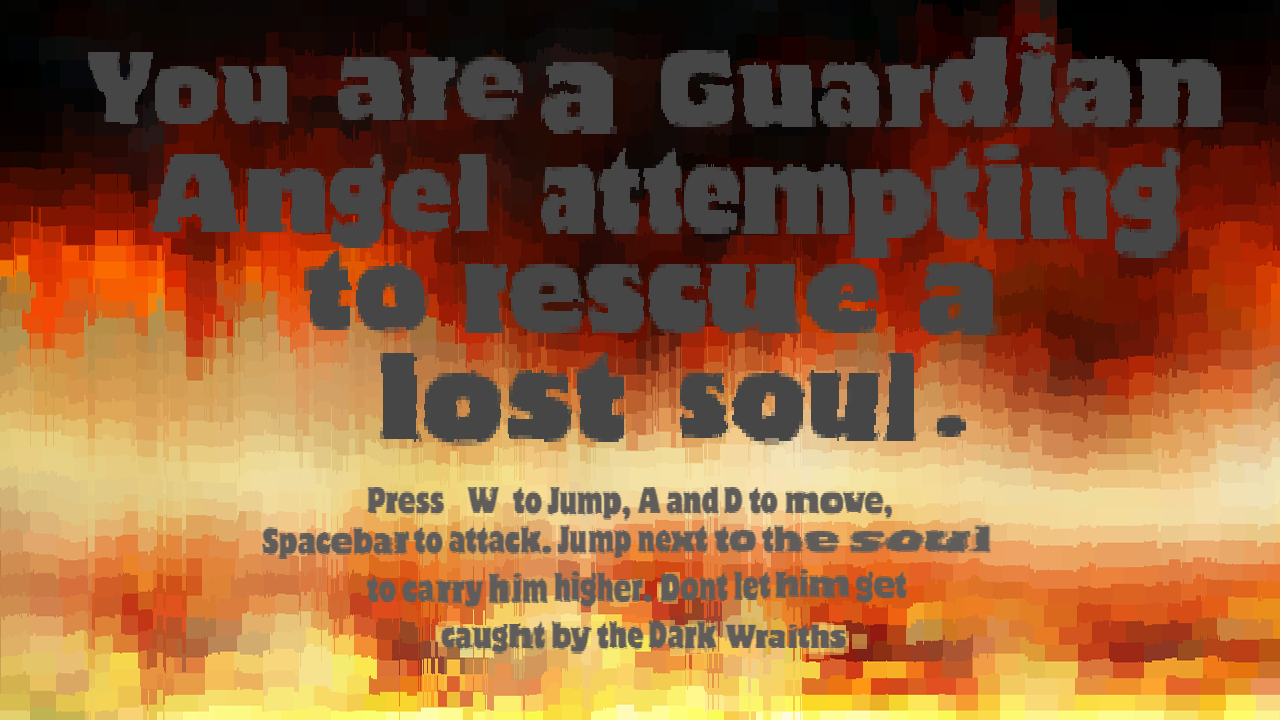 You are a Guardian
Angel attempting
to rescue a
lost soul.
Press W to Jump, A and D to move,
Spacebar to attack. Jump next to the soul
to carry him higher. Dont let him get
caught by the Dark Wraiths